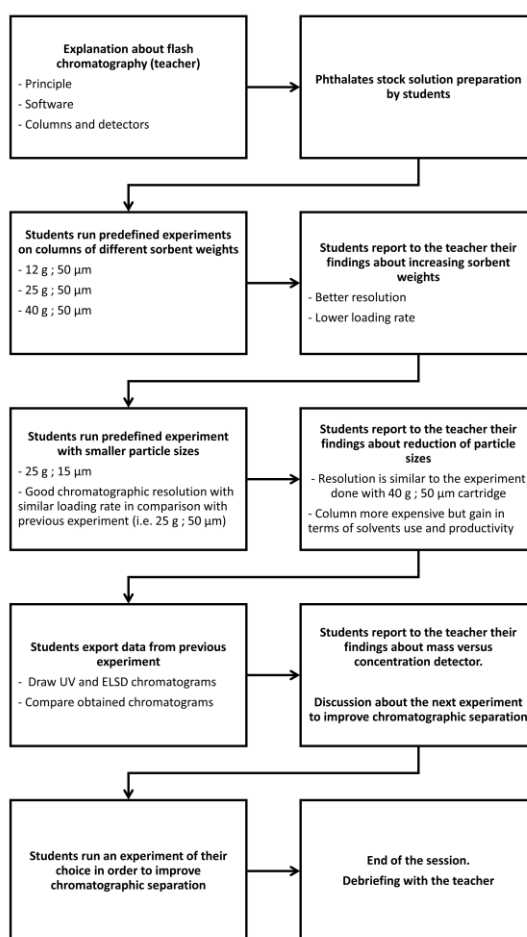 Explanation about flash
chromatography (teacher)
- Principle
- Software
- Columns and detectors
Phthalates stock solution preparation
by students
Students run predefined experiments
on columns of different sorbent weights
- 12 g ; 50 µm
- 25 g ; 50 µm
- 40 g ; 50 µm
Students report to the teacher their
findings about increasing sorbent
weights
- Better resolution
- Lower loading rate
Students run predefined experiment
with smaller particle sizes
- 25 g ; 15 µm
- Good chromatographic resolution with
similar loading rate in comparison with
previous experiment (i.e. 25 g ; 50 µm)
Students report to the teacher their
findings about reduction of particle
sizes
- Resolution is similar to the experiment
done with 40 g ; 50 µm cartridge
- Column more expensive but gain in
terms of solvents use and productivity
Students export data from previous
experiment
- Draw UV and ELSD chromatograms
- Compare obtained chromatograms
Students report to the teacher their
findings about mass versus
concentration detector.
Discussion about the next experiment
to improve chromatographic separation
Students run an experiment of their
choice in order to improve
chromatographic separation
End of the session.
Debriefing with the teacher